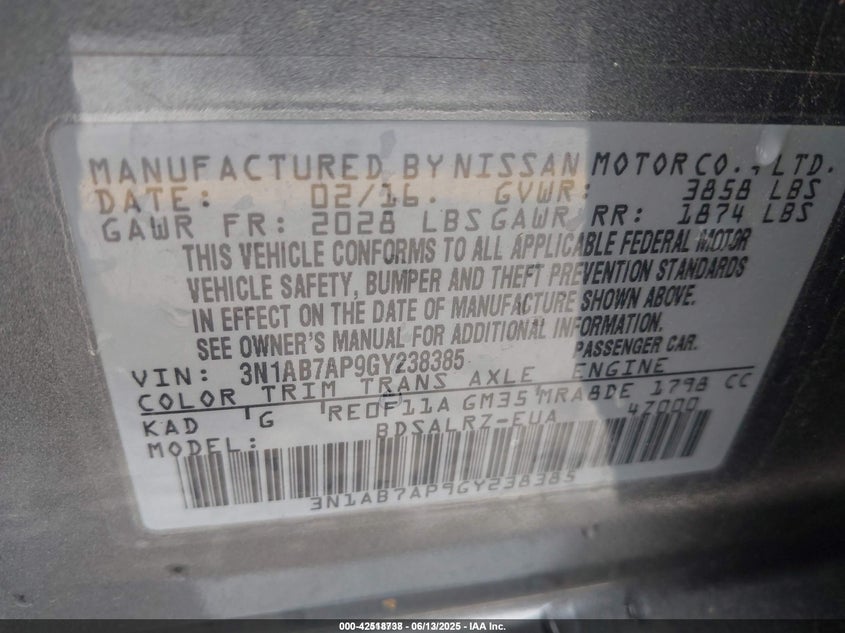 MANUFACTURED BY NISSAN MOTOR CO., LTD.
DATE: 02/16. GVWR: 3858 LBS
GAWR FR: 2028 LBS GAWR RR: 1874 LBS
THIS VEHICLE CONFORMS TO ALL APPLICABLE FEDERAL MOTOR
VEHICLE SAFETY, BUMPER AND THEFT PREVENTION STANDARDS
IN EFFECT ON THE DATE OF MANUFACTURE SHOWN ABOVE.
SEE OWNER'S MANUAL FOR ADDITIONAL INFORMATION.
VIN: 3N1AB7AP9GY238385 PASSENGER CAR.
COLOR TRIM TRANS AXLE ENGINE
KAD G RE0F11A GM35 MRA8DE 1798 CC
MODEL: BDSALRZ-EUA 4Z000
3N1AB7AP9GY238385
000-42518738 - 06/13/2025 - IAA Inc.